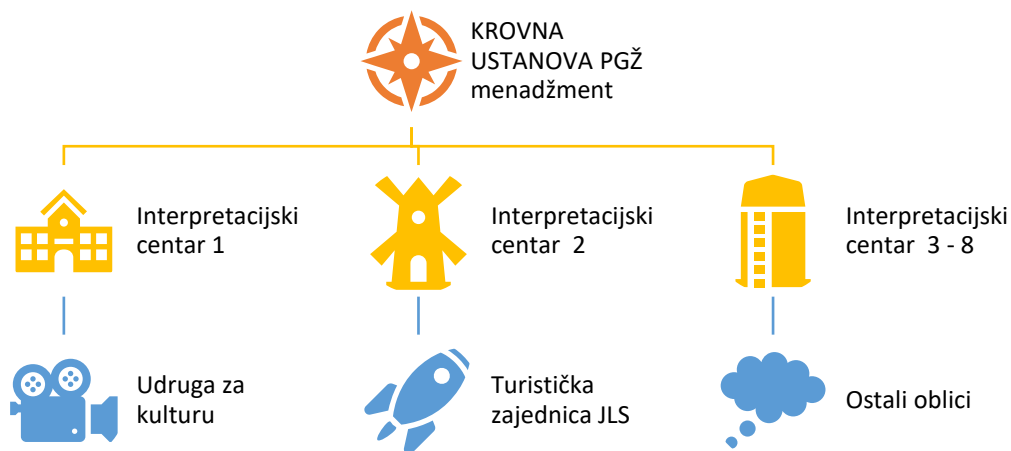 KROVNA
USTANOVA PGŽ
menadžment
Interpretacijski
centar 1
Interpretacijski
centar  2
Interpretacijski
centar  3 - 8
Udruga za
kulturu
Turistička
zajednica JLS
Ostali oblici